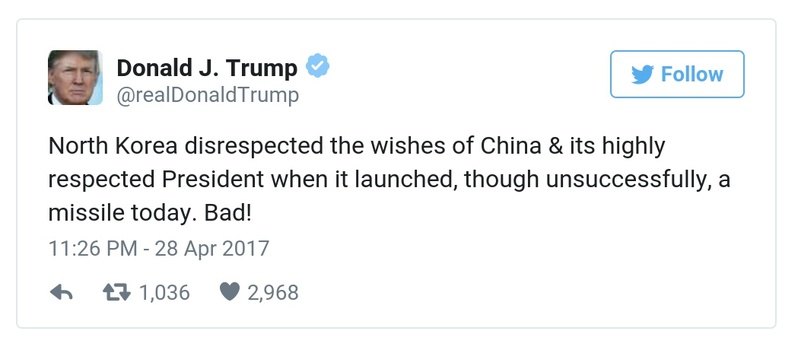 Donald J. Trump
@realDonaldTrump
Follow
North Korea disrespected the wishes of China & its highly
respected President when it launched, though unsuccessfully, a
missile today. Bad!
11:26 PM - 28 Apr 2017
1,036 2,968